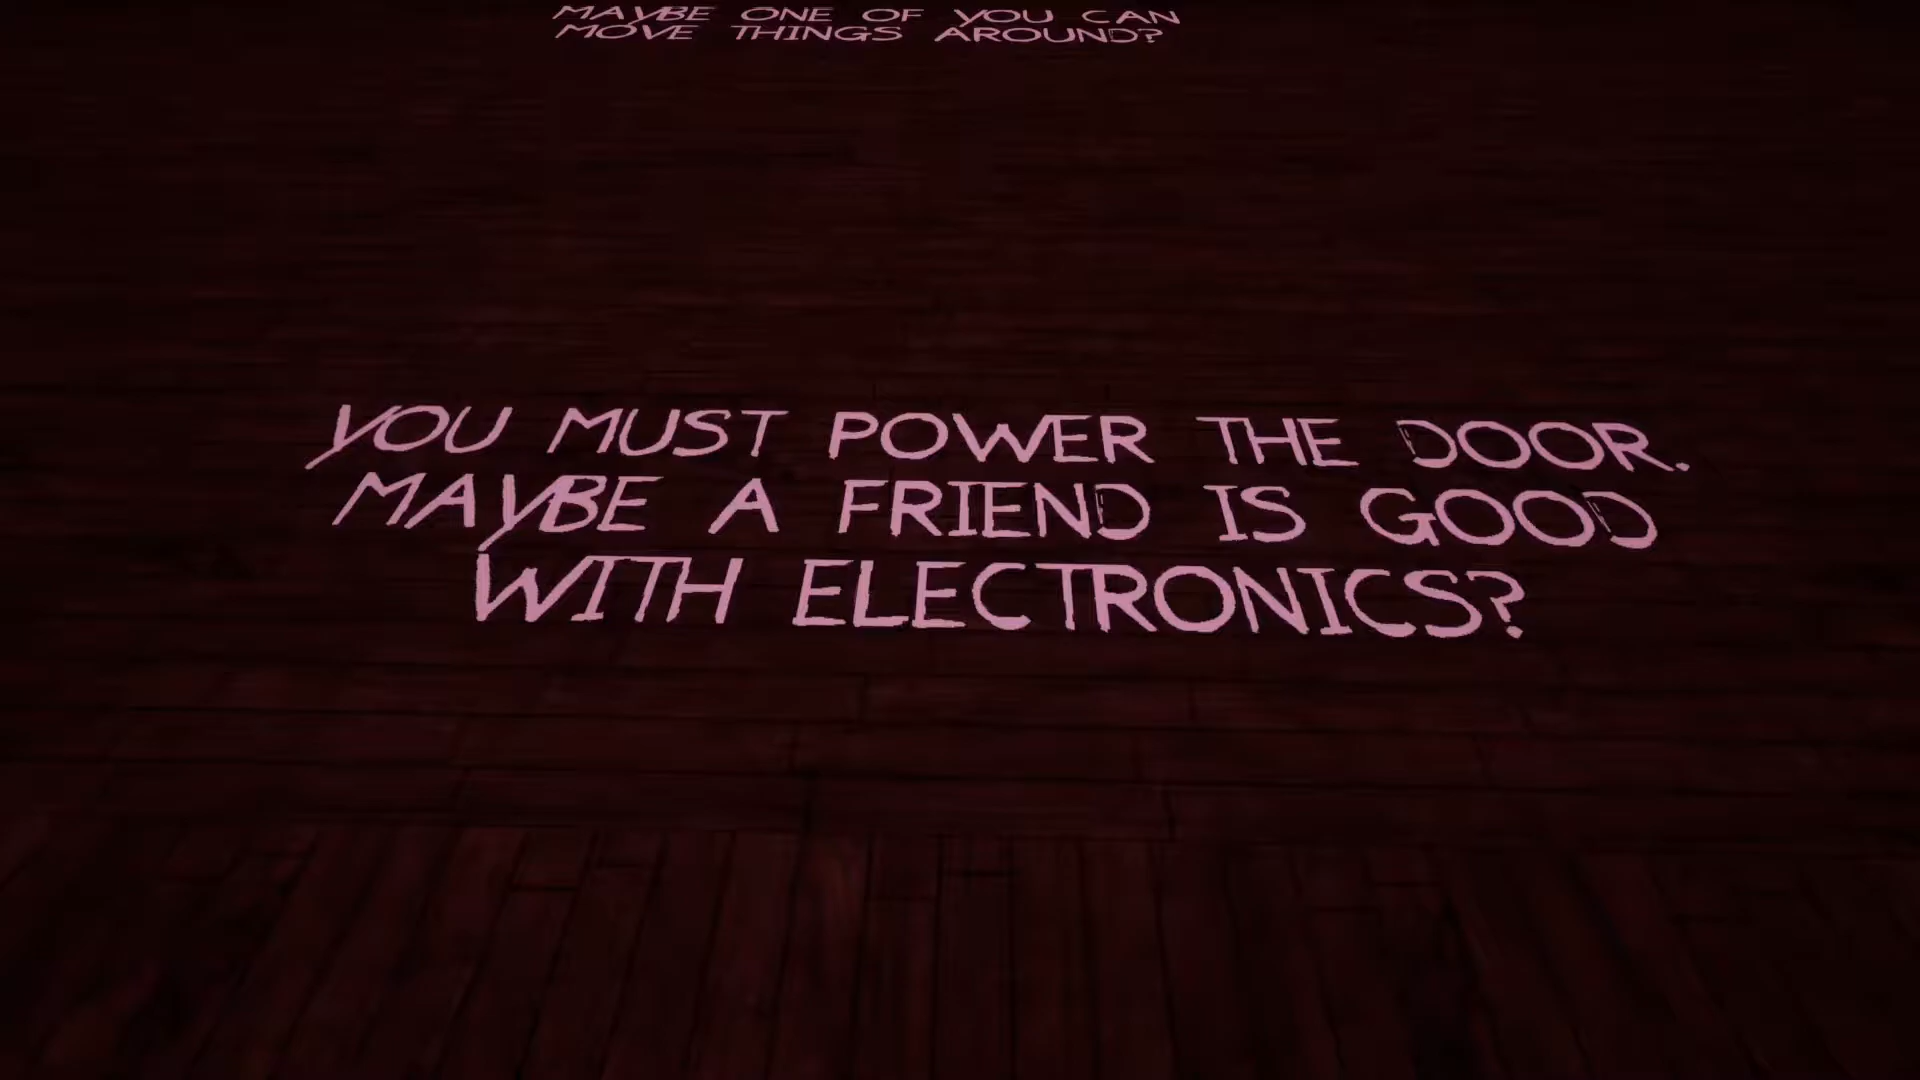 MAYBE ONE OF YOU CAN
MOVE THINGS AROUND?
YOU MUST POWER THE DOOR.
MAYBE A FRIEND IS GOOD
WITH ELECTRONICS?